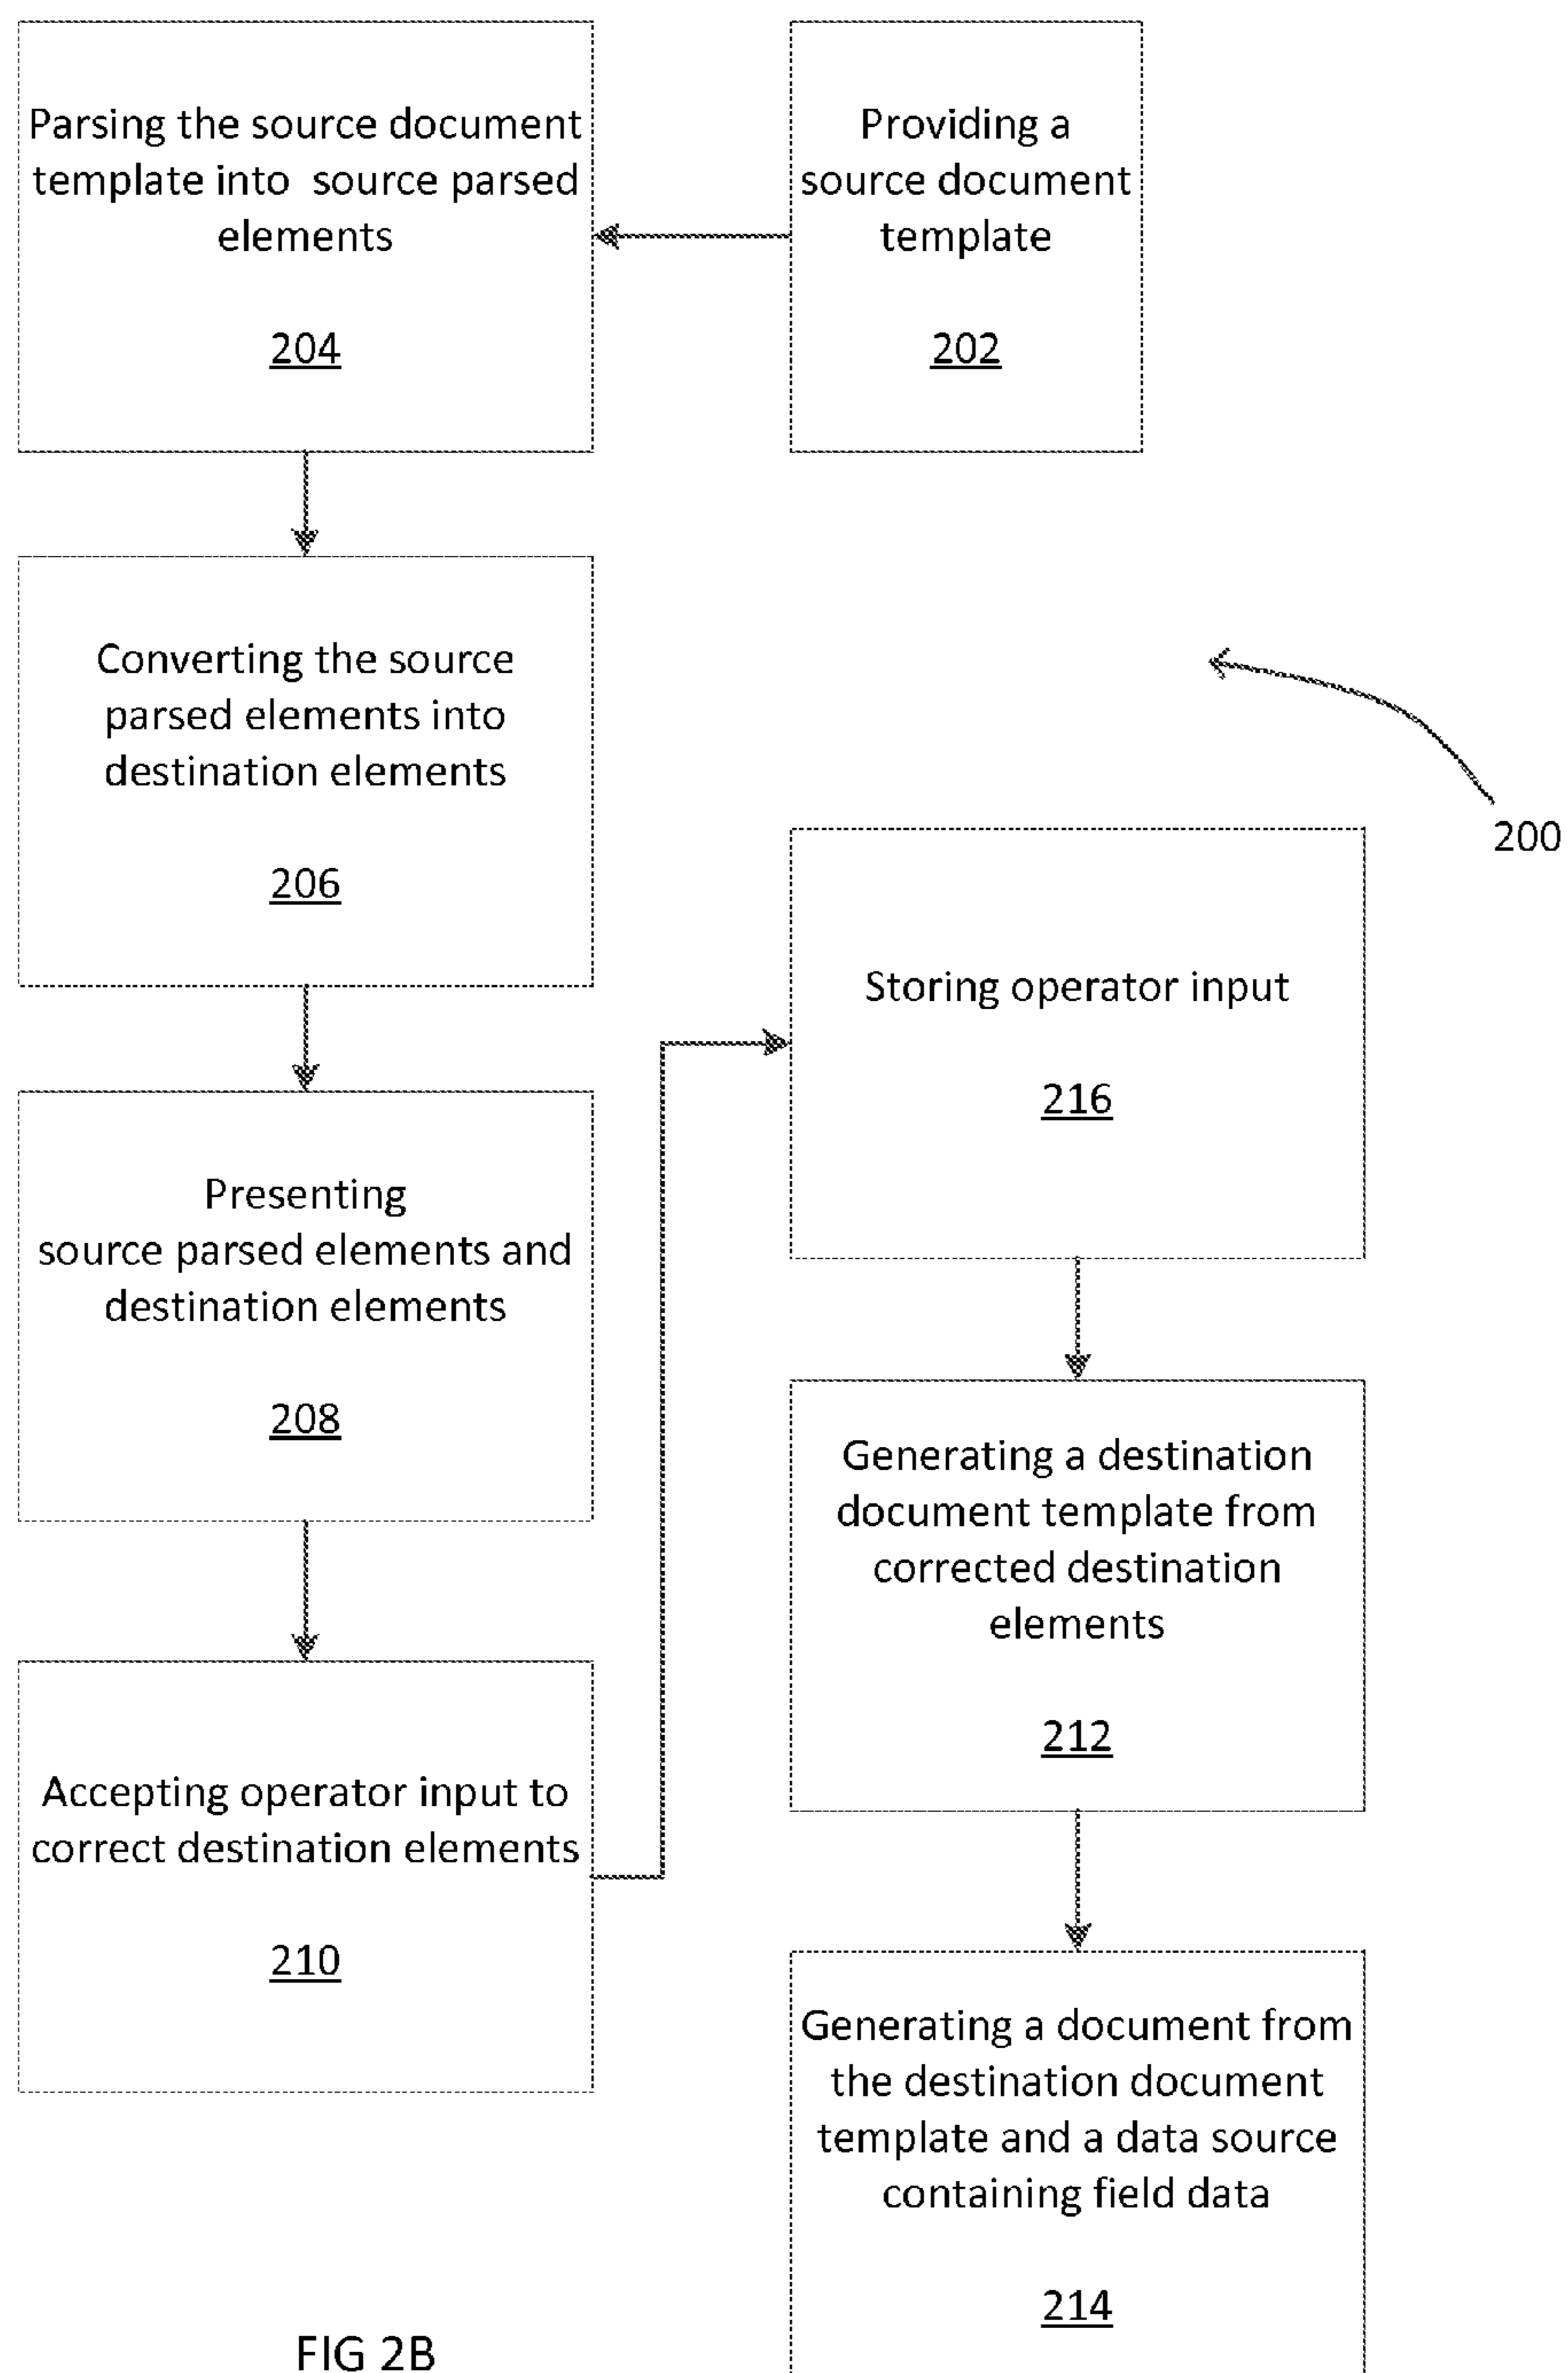 Parsing the source document
template into source parsed
elements
204
Providing a
source document
template
202
Converting the source
parsed elements into
destination elements
206
200
Storing operator input
216
Presenting
source parsed elements and
destination elements
208
Generating a destination
document template from
corrected destination
elements
212
Accepting operator input to
correct destination elements
210
Generating a document from
the destination document
template and a data source
containing field data
214
FIG 2B